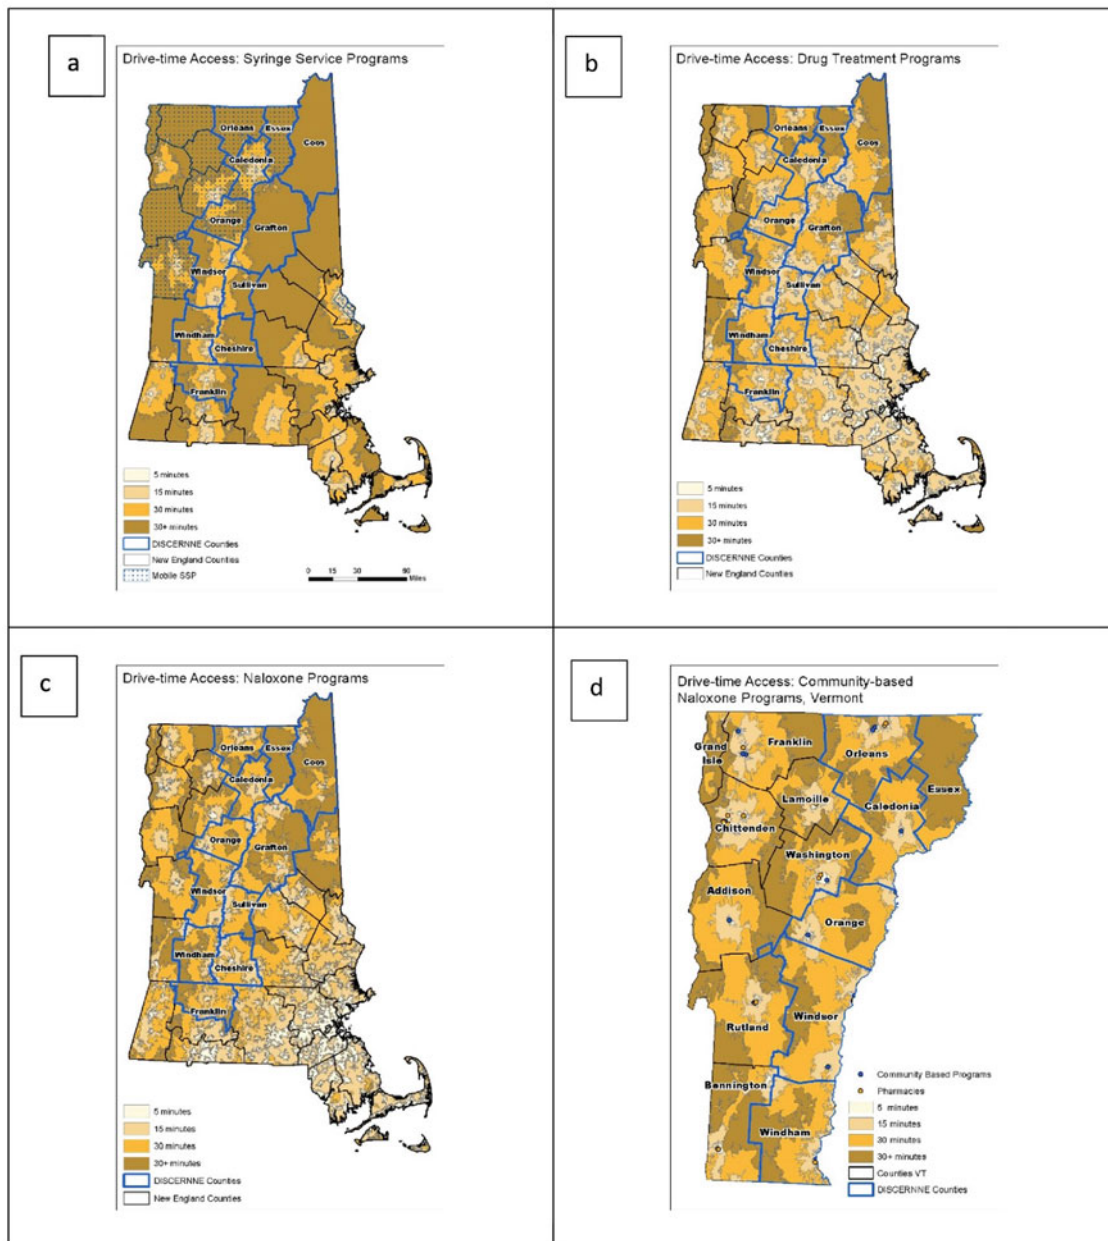 a
Drive-time Access: Syringe Service Programs
Orleans
Essex
Coos
Caledonia
Orange
Grafton
Windsor
Sullivan
Windham
Cheshire
Franklin
5 minutes
15 minutes
30 minutes
30+ minutes
DISCERNNE Counties
New England Counties
Mobile SSP
0 15 30 60
Miles
b
Drive-time Access: Drug Treatment Programs
Orleans
Essex
Coos
Caledonia
Orange
Grafton
Windsor
Sullivan
Windham
Cheshire
Franklin
5 minutes
15 minutes
30 minutes
30+ minutes
DISCERNNE Counties
New England Counties
c
Drive-time Access: Naloxone Programs
Orleans
Essex
Coos
Caledonia
Orange
Grafton
Windsor
Sullivan
Windham
Cheshire
Franklin
5 minutes
15 minutes
30 minutes
30+ minutes
DISCERNNE Counties
New England Counties
d
Drive-time Access: Community-based
Naloxone Programs, Vermont
Grand
Isle
Franklin
Orleans
Essex
Lamoille
Caledonia
Chittenden
Washington
Addison
Orange
Rutland
Windsor
Bennington
Windham
Community Based Programs
Pharmacies
5 minutes
15 minutes
30 minutes
30+ minutes
Counties VT
DISCERNNE Counties